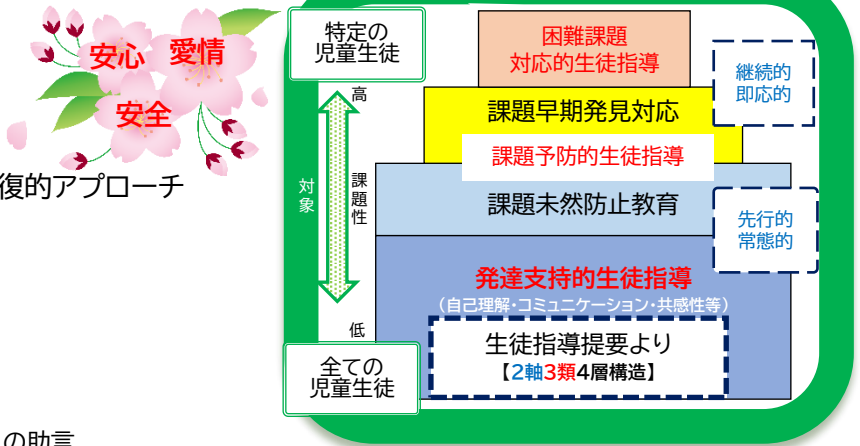 安心
愛情
安全
復的アプローチ
の助言
特定の
児童生徒
高
対象
課題性
低
全ての
児童生徒
困難課題
対応的生徒指導
継続的
即応的
課題早期発見対応
課題予防的生徒指導
課題未然防止教育
先行的
常態的
発達支持的生徒指導
（自己理解・コミュニケーション・共感性等）
生徒指導提要より
【2軸3類4層構造】